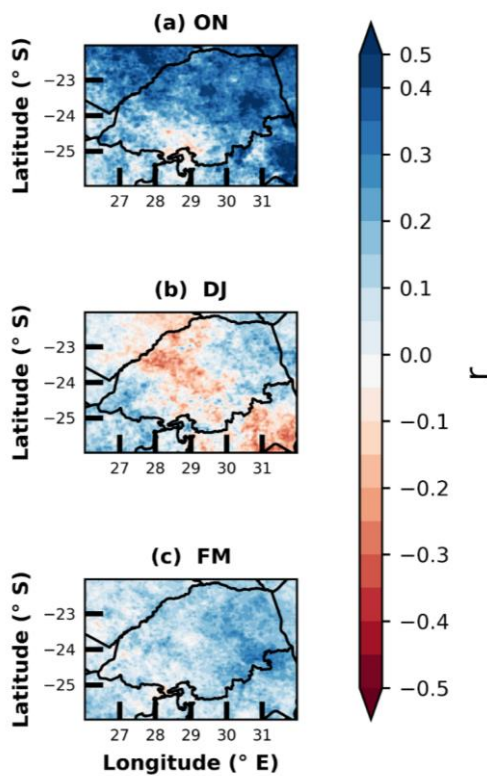 (a) ON
Latitude (° S)
−23
−24
−25
27 28 29 30 31
(b) DJ
Latitude (° S)
−23
−24
−25
27 28 29 30 31
(c) FM
Latitude (° S)
−23
−24
−25
27 28 29 30 31
Longitude (° E)
0.5
0.4
0.3
0.2
0.1
0.0
−0.1
−0.2
−0.3
−0.4
−0.5
r